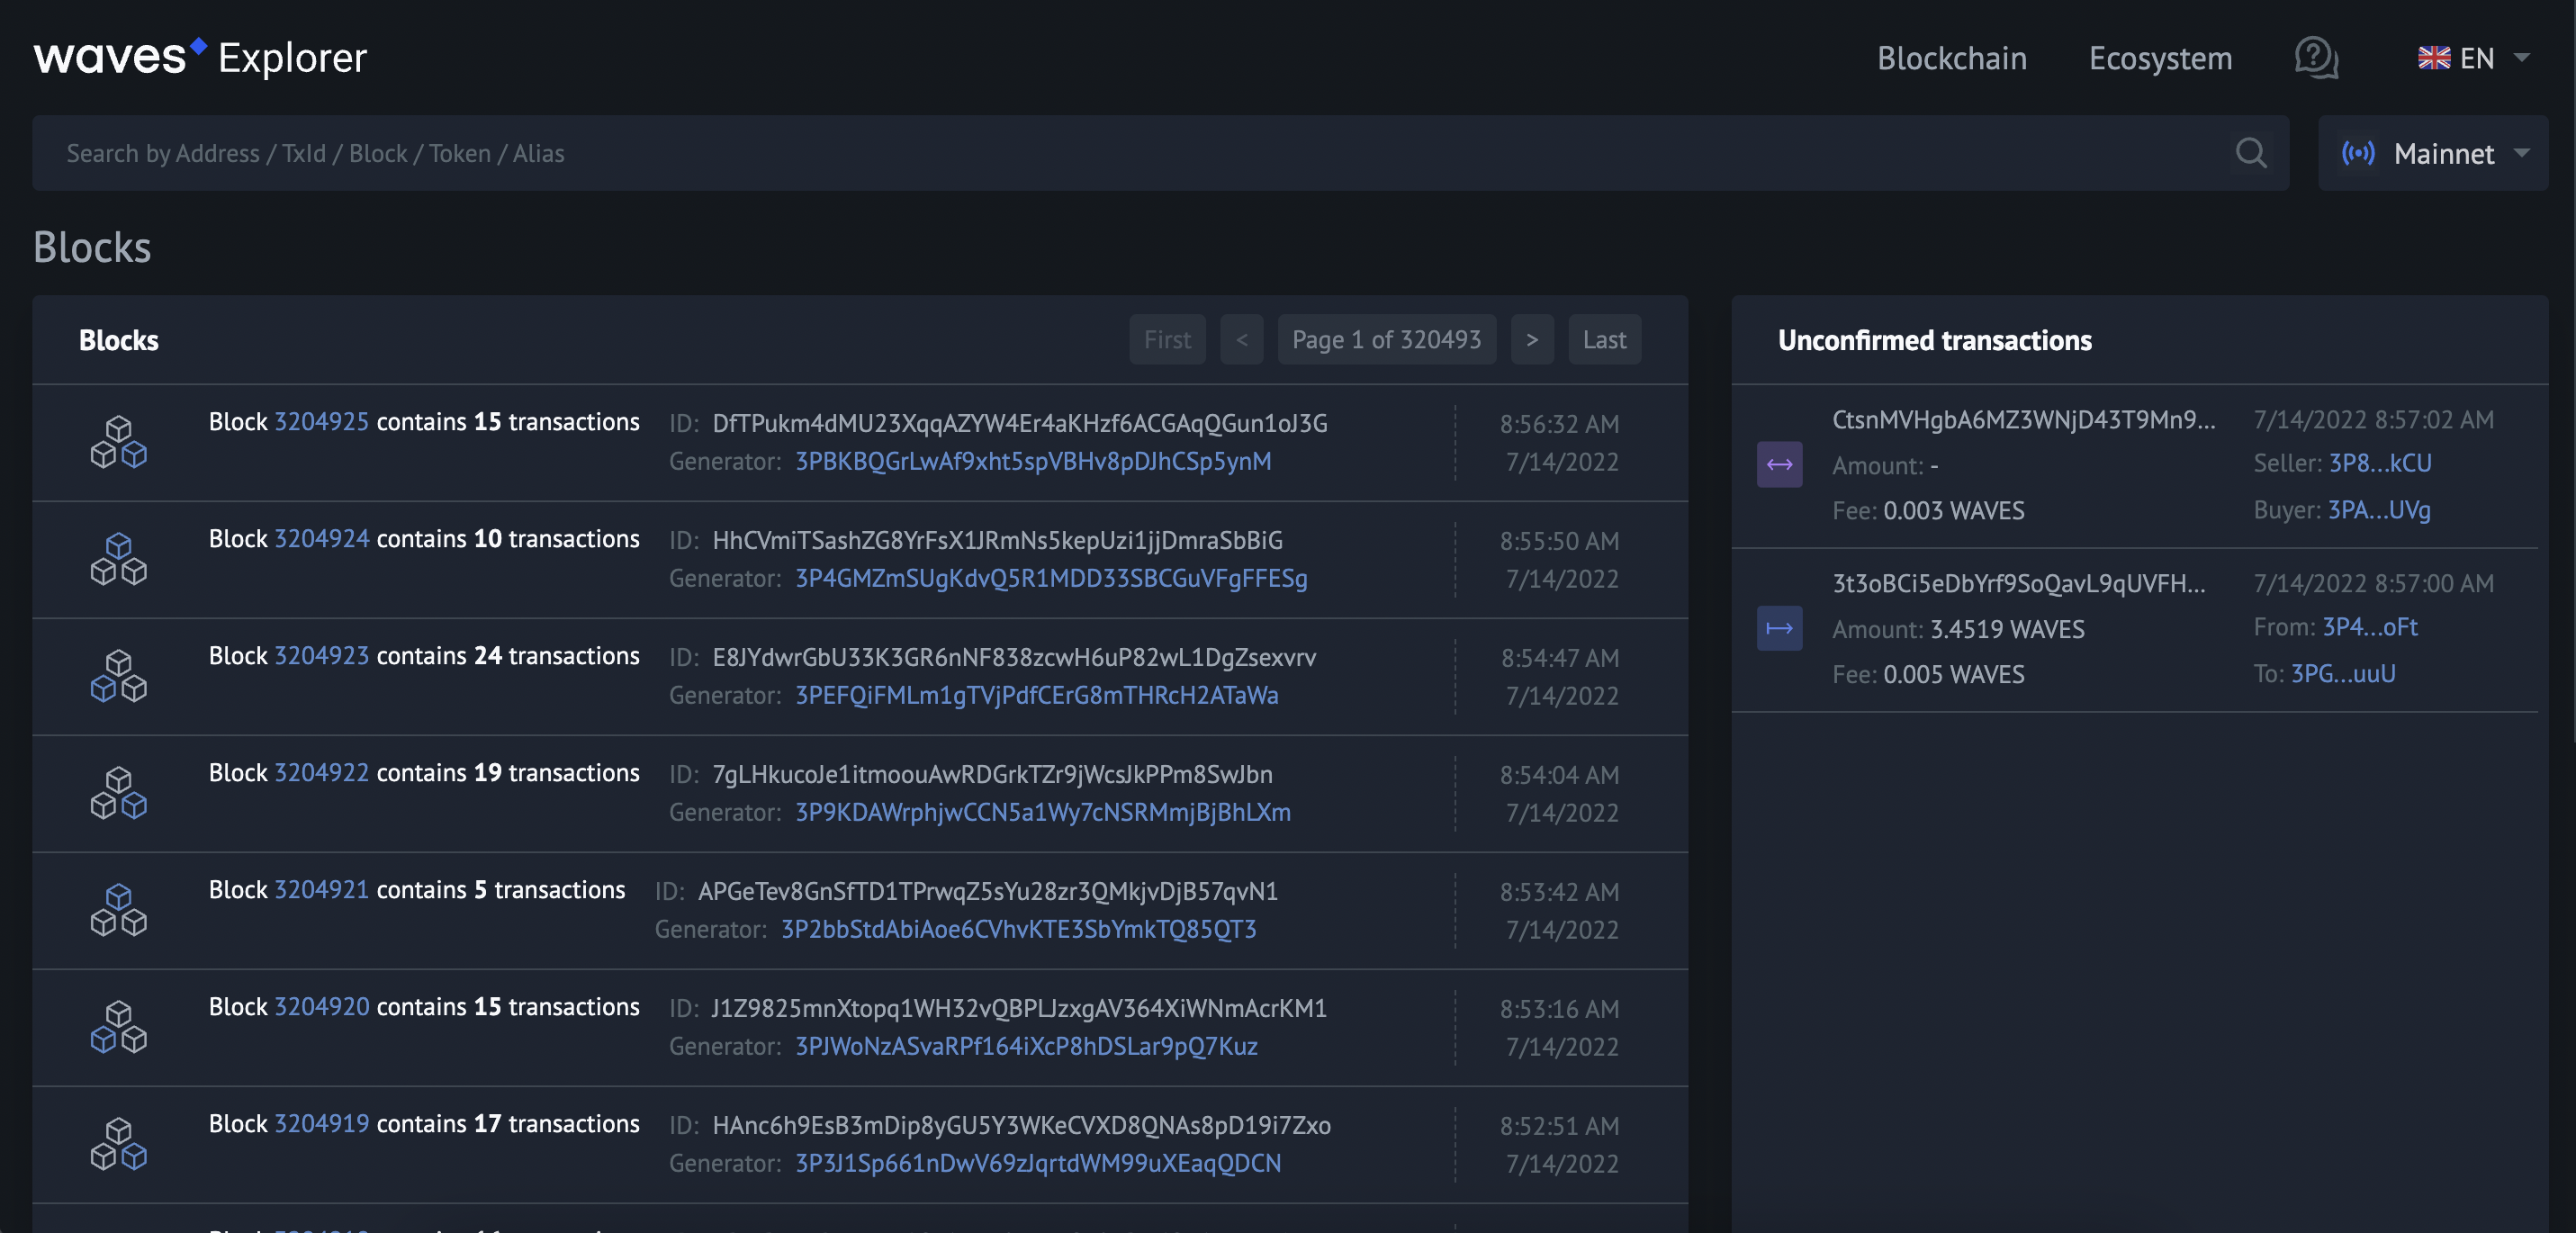 waves Explorer
Blockchain Ecosystem EN
Search by Address / TxId / Block / Token / Alias
Mainnet
Blocks
Blocks First < Page 1 of 320493 > Last
Block 3204925 contains 15 transactions ID: DfTPukm4dMU23XqqAZYW4Er4aKHzf6ACGAqQGun1oJ3G 8:56:32 AM
Generator: 3PBKBQGrLwAf9xht5spVBHv8pDJhCSp5ynM 7/14/2022
Block 3204924 contains 10 transactions ID: HhCVmiTSashZG8YrFsX1JRmNs5kepUzi1jjDmraSbBiG 8:55:50 AM
Generator: 3P4GMZmSUgKdvQ5R1MDD33SBCGuVFgFFESg 7/14/2022
Block 3204923 contains 24 transactions ID: E8JYdwrGbU33K3GR6nNF838zcwH6uP82wL1DgZsexvrv 8:54:47 AM
Generator: 3PEFQiFMLm1gTVjPdfCErG8mTHRcH2ATaWa 7/14/2022
Block 3204922 contains 19 transactions ID: 7gLHkucoJe1itmoouAwRDGrkTZr9jWcsJkPPm8SwJbn 8:54:04 AM
Generator: 3P9KDAWrphjwCCN5a1Wy7cNSRMmjBjBhLXm 7/14/2022
Block 3204921 contains 5 transactions ID: APGeTev8GnSfTD1TPrwqZ5sYu28zr3QMkjvDjB57qvN1 8:53:42 AM
Generator: 3P2bbStdAbiAoe6CVhvKTE3SbYmkTQ85QT3 7/14/2022
Block 3204920 contains 15 transactions ID: J1Z9825mnXtopq1WH32vQBPLJzxgAV364XiWNmAcrKM1 8:53:16 AM
Generator: 3PJWoNzASvaRPf164iXcP8hDSLar9pQ7Kuz 7/14/2022
Block 3204919 contains 17 transactions ID: HAnc6h9EsB3mDip8yGU5Y3WKeCVXD8QNAs8pD19i7Zxo 8:52:51 AM
Generator: 3P3J1Sp661nDwV69zJqrtdWM99uXEaqQDCN 7/14/2022
Unconfirmed transactions
CtsnMVHgbA6MZ3WNjD43T9Mn9... 7/14/2022 8:57:02 AM
Amount: - Seller: 3P8...kCU
Fee: 0.003 WAVES Buyer: 3PA...UVg
3t3oBCi5eDbYrf9SoQavL9qUVFH... 7/14/2022 8:57:00 AM
Amount: 3.4519 WAVES From: 3P4...oFt
Fee: 0.005 WAVES To: 3PG...uuU